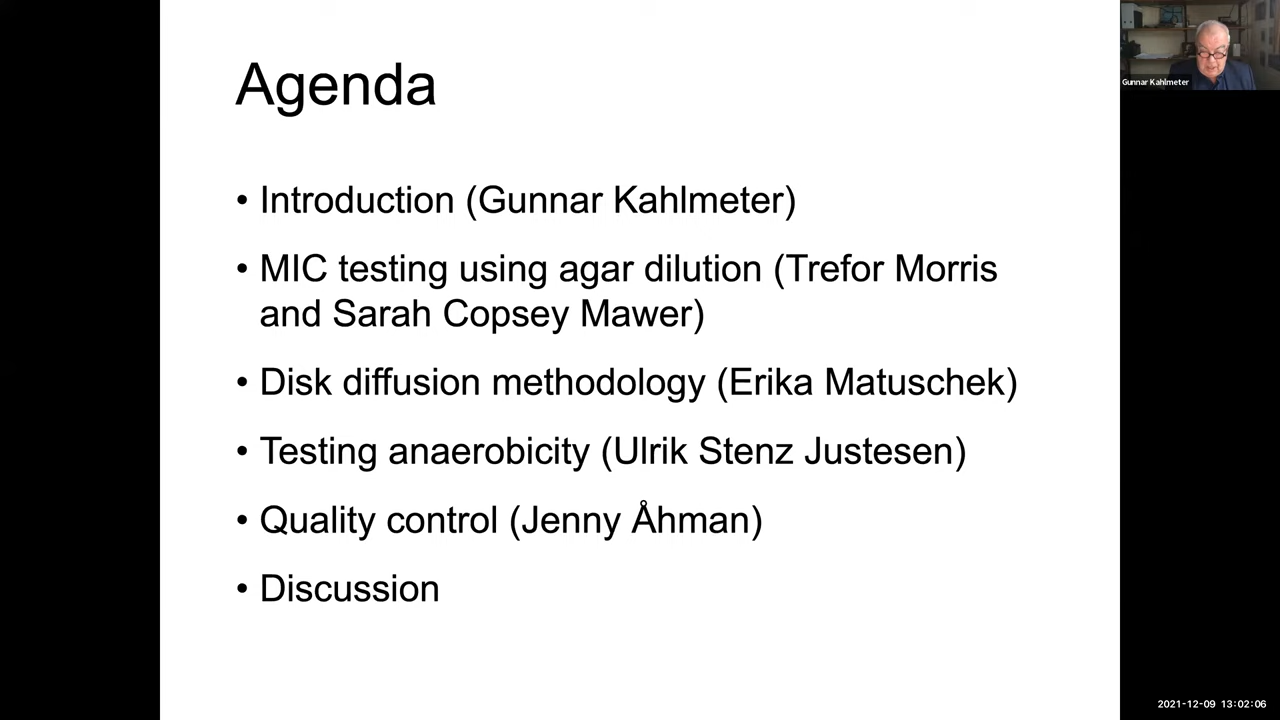 Agenda
Gunnar Kahlmeter
• Introduction (Gunnar Kahlmeter)
• MIC testing using agar dilution (Trefor Morris
and Sarah Copsey Mawer)
• Disk diffusion methodology (Erika Matuschek)
• Testing anaerobicity (Ulrik Stenz Justesen)
• Quality control (Jenny Åhman)
• Discussion
2021-12-09 13:02:06